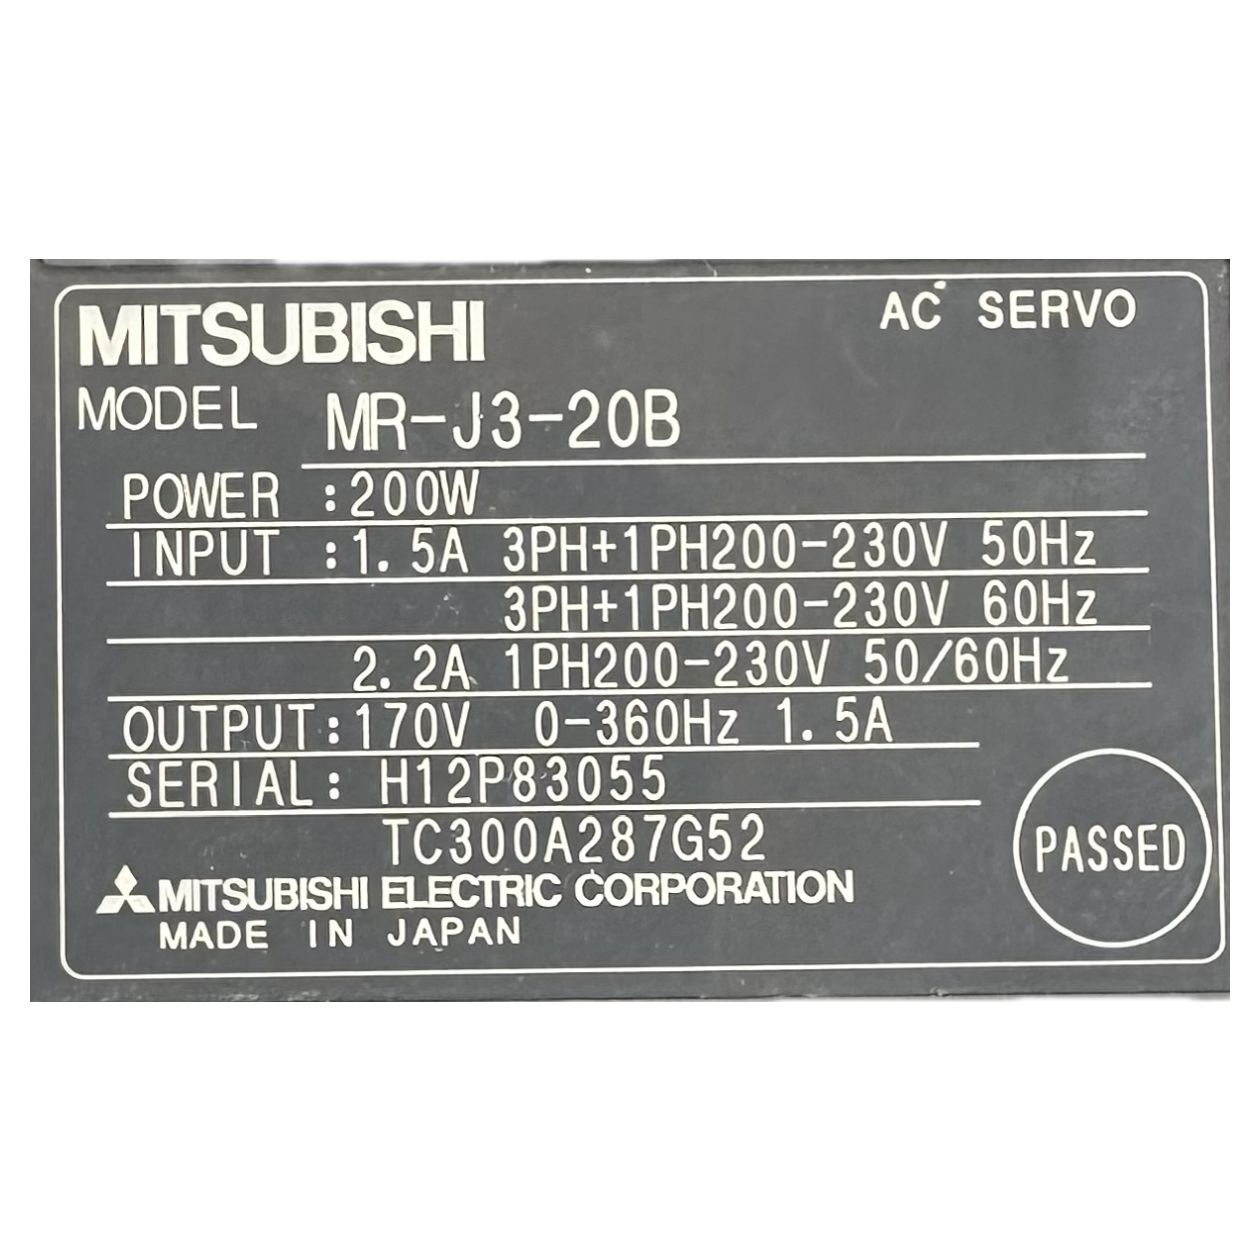 MITSUBISHI AC SERVO
MODEL MR-J3-20B
POWER :200W
INPUT :1.5A 3PH+1PH200-230V 50Hz
3PH+1PH200-230V 60Hz
2.2A 1PH200-230V 50/60Hz
OUTPUT:170V 0-360Hz 1.5A
SERIAL: H12P83055
TC300A287G52
PASSED
MITSUBISHI ELECTRIC CORPORATION
MADE IN JAPAN